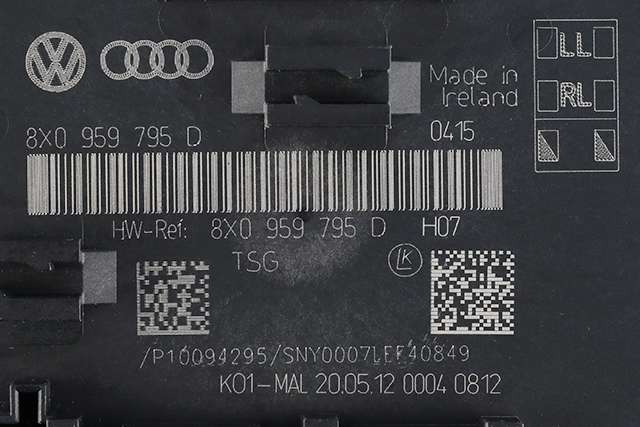 Made in
Ireland
LL
RL
8X0 959 795 D
0415
HW-Ref: 8X0 959 795 D H07
TSG
LK
/P10094295/SNY0007LEE40849
K01-MAL 20.05.12 0004 0812